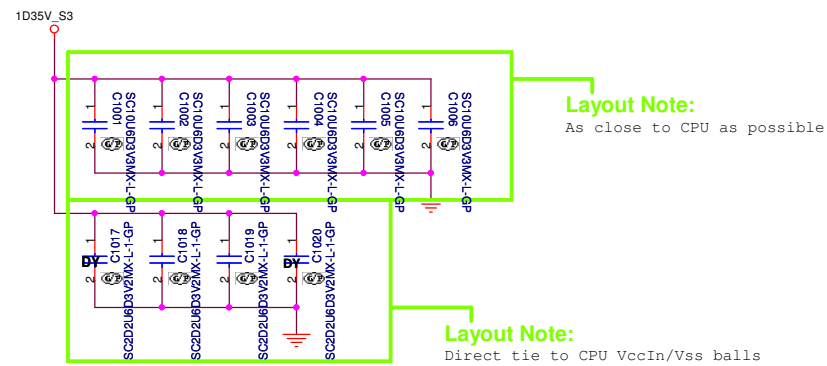 1D35V_S3
1
2
C1001
SC10U6D3V3MX-L-GP
1
2
C1002
SC10U6D3V3MX-L-GP
1
2
C1003
SC10U6D3V3MX-L-GP
1
2
C1004
SC10U6D3V3MX-L-GP
1
2
C1005
SC10U6D3V3MX-L-GP
1
2
C1006
SC10U6D3V3MX-L-GP
Layout Note:
As close to CPU as possible
1
2
DY
C1017
SC2D2U6D3V2MX-L-1-GP
1
2
C1018
SC2D2U6D3V2MX-L-1-GP
1
2
C1019
SC2D2U6D3V2MX-L-1-GP
1
2
DY
C1020
SC2D2U6D3V2MX-L-1-GP
Layout Note:
Direct tie to CPU VccIn/Vss balls